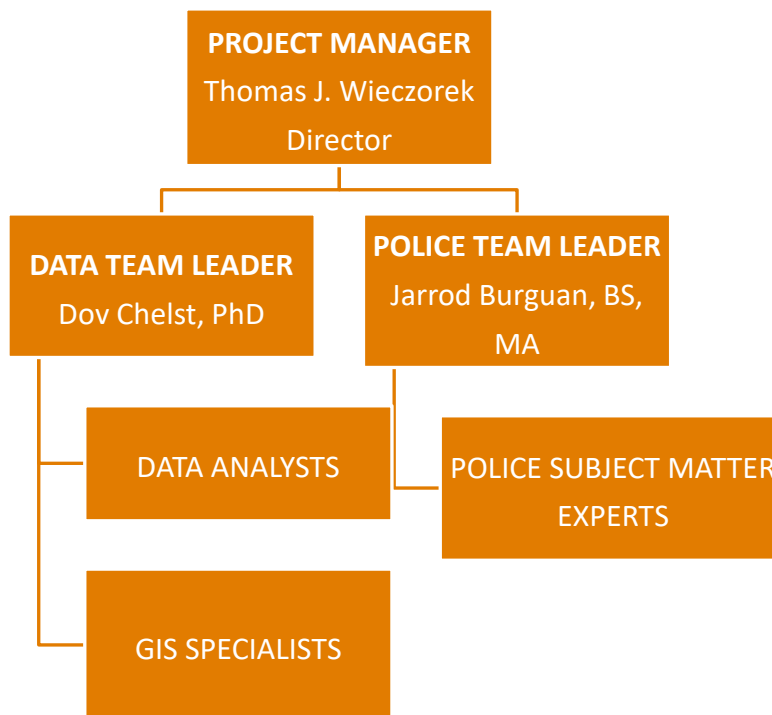 PROJECT MANAGER
Thomas J. Wieczorek
Director
DATA TEAM LEADER
Dov Chelst, PhD
POLICE TEAM LEADER
Jarrod Burguan, BS,
MA
DATA ANALYSTS
POLICE SUBJECT MATTER
EXPERTS
GIS SPECIALISTS